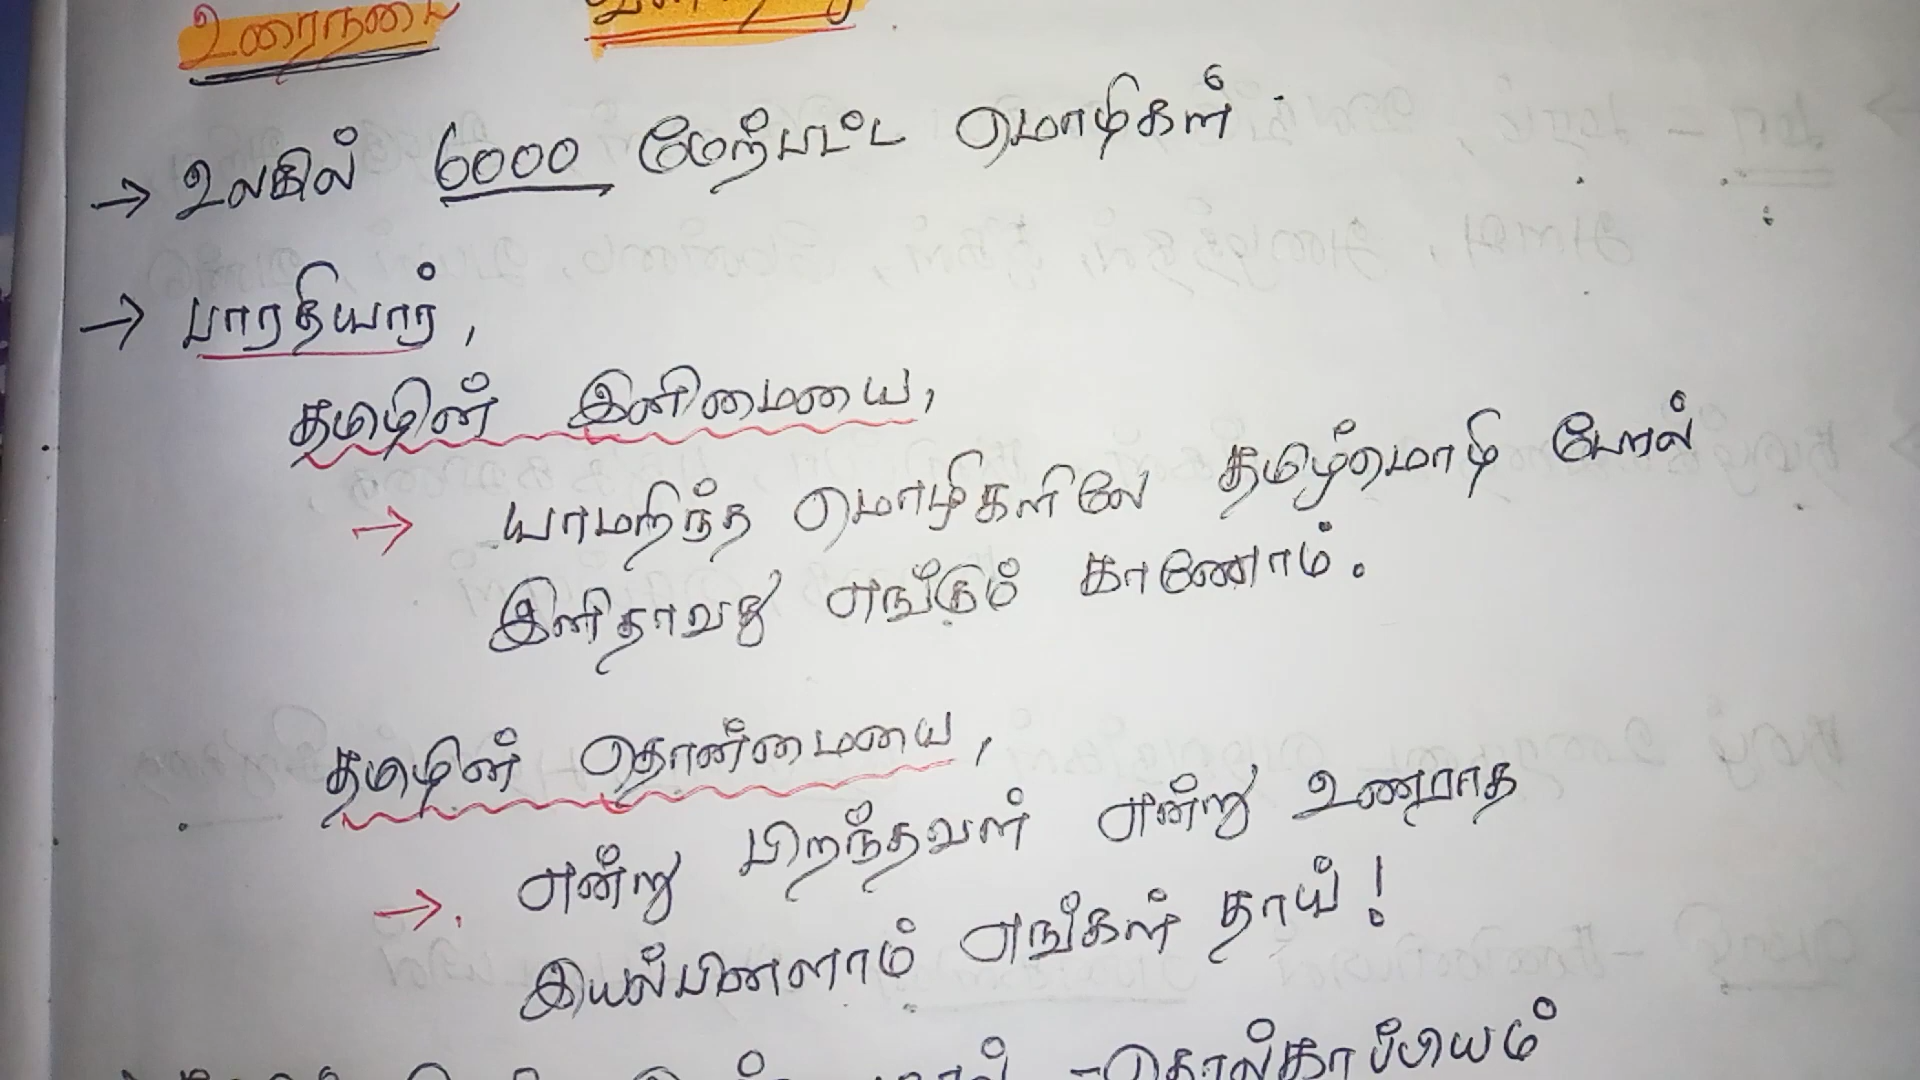 உரைநடை
→ உலகில் 6000 மேற்பட்ட மொழிகள்.
→ பாரதியார்,
தமிழின் இனிமையை,
→ யாமறிந்த மொழிகளிலே தமிழ்மொழி போல்
இனிதாவது எங்கும் காணோம்.
தமிழின் தொன்மையை,
→ என்று பிறந்தவள் என்று உணராத
இயல்பினளாம் எங்கள் தாய்!
- தொல்காப்பியம்